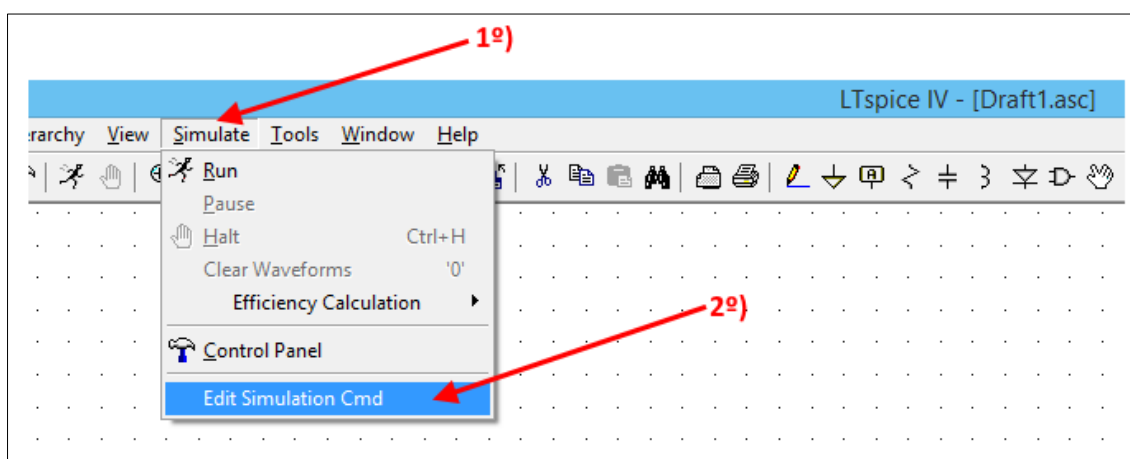 1º)
LTspice IV - [Draft1.asc]
erarchy View Simulate Tools Window Help
Run
A
Pause
Halt Ctrl+H
Clear Waveforms '0'
Efficiency Calculation
2º)
Control Panel
Edit Simulation Cmd